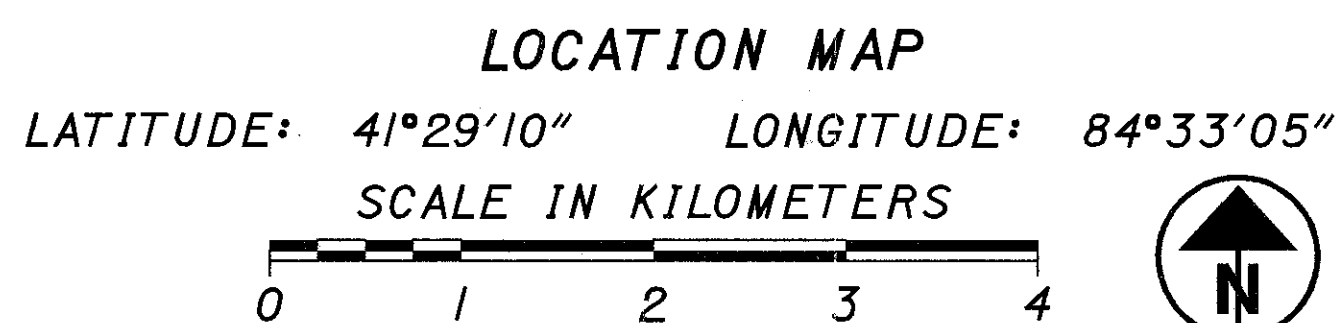 LOCATION MAP
LATITUDE: 41°29'10" LONGITUDE: 84°33'05"
SCALE IN KILOMETERS
0 1 2 3 4
N